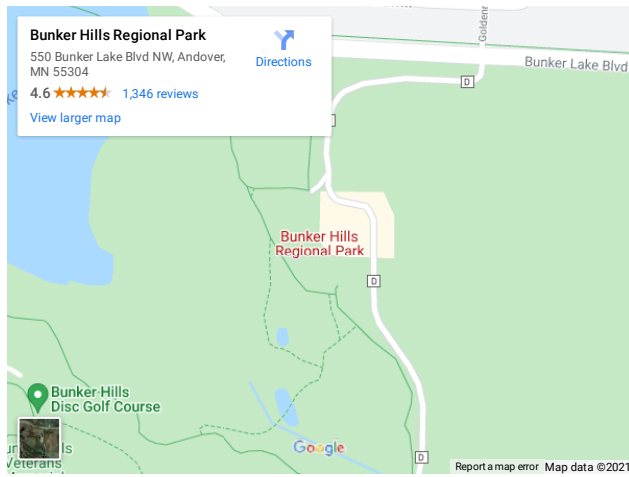 Bunker Hills Regional Park
550 Bunker Lake Blvd NW, Andover,
MN 55304
4.6
1,346 reviews
Directions
View larger map
Goldenr
Bunker Lake Blvd
D
Bunker Hills
Regional Park
D
Bunker Hills
Disc Golf Course
Veterans
Google
D
Report a map error
Map data ©2021